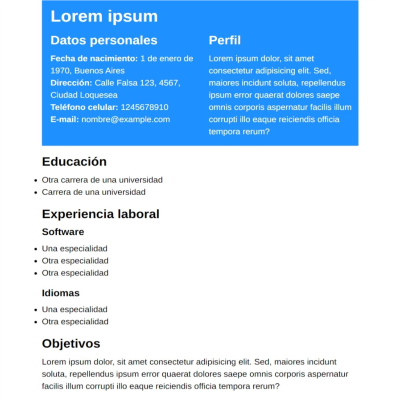 Lorem ipsum
Datos personales
Fecha de nacimiento: 1 de enero de
1970, Buenos Aires
Dirección: Calle Falsa 123, 4567,
Ciudad Loquesea
Teléfono celular: 1245678910
E-mail: nombre@example.com
Perfil
Lorem ipsum dolor, sit amet
consectetur adipisicing elit. Sed,
maiores incidunt soluta, repellendus
ipsum error quaerat dolores saepe
omnis corporis aspernatur facilis illum
corrupti illo eaque reiciendis officia
tempora rerum?
Educación
Otra carrera de una universidad
Carrera de una universidad
Experiencia laboral
Software
Una especialidad
Otra especialidad
Otra especialidad
Idiomas
Una especialidad
Otra especialidad
Objetivos
Lorem ipsum dolor, sit amet consectetur adipisicing elit. Sed, maiores incidunt
soluta, repellendus ipsum error quaerat dolores saepe omnis corporis aspernatur
facilis illum corrupti illo eaque reiciendis officia tempora rerum?